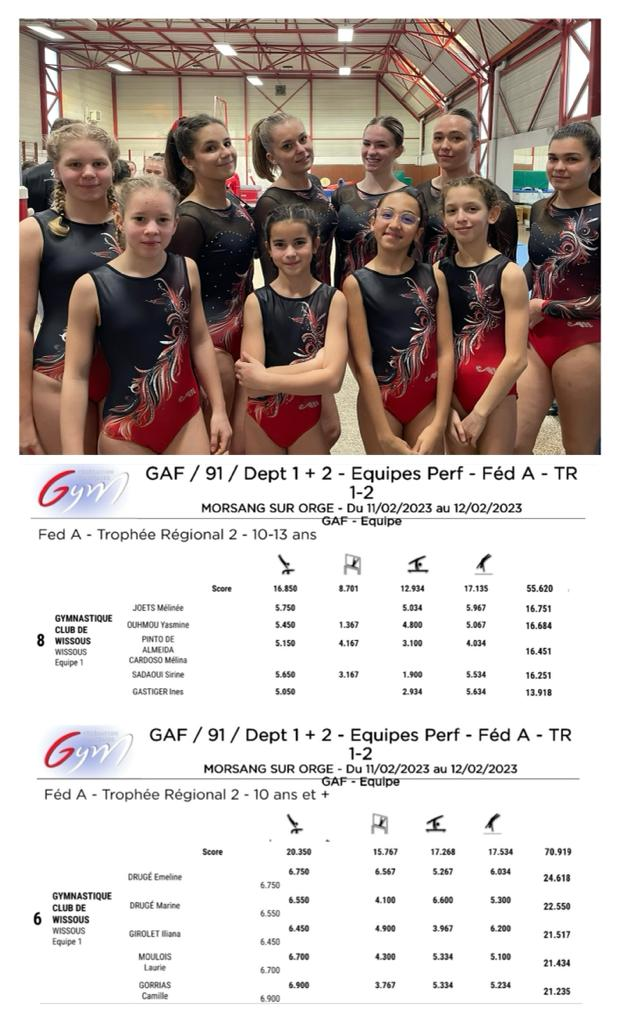 GAF / 91 / Dept 1 + 2 - Equipes Perf - Féd A - TR
1-2
MORSANG SUR ORGE - Du 11/02/2023 au 12/02/2023
GAF - Equipe
Gym
Fed A - Trophée Régional 2 - 10-13 ans
Score 16.850 8.701 12.934 17.135 55.620
8
GYMNASTIQUE
CLUB DE
WISSOUS
WISSOUS
Equipe 1
JOETS Mélinée 5.750 5.034 5.967 16.751
OUHMOU Yasmine 5.450 1.367 4.800 5.067 16.684
PINTO DE
ALMEIDA
CARDOSO Mélina
5.150 4.167 3.100 4.034 16.451
SADAOUI Sirine 5.650 3.167 1.900 5.534 16.251
GASTIGER Ines 5.050 2.934 5.634 13.918
GAF / 91 / Dept 1 + 2 - Equipes Perf - Féd A - TR
1-2
MORSANG SUR ORGE - Du 11/02/2023 au 12/02/2023
GAF - Equipe
Gym
Féd A - Trophée Régional 2 - 10 ans et +
Score 20.350 15.767 17.268 17.534 70.919
6
GYMNASTIQUE
CLUB DE
WISSOUS
WISSOUS
Equipe 1
DRUGÉ Emeline 6.750 6.567 5.267 6.034 24.618
6.750
DRUGÉ Marine 6.550 4.100 6.600 5.300 22.550
6.550
GIROLET Iliana 6.450 4.900 3.967 6.200 21.517
6.450
MOULOIS
Laurie
6.700 4.300 5.334 5.100 21.434
6.700
GORRIAS
Camille
6.900 3.767 5.334 5.234 21.235
6.900